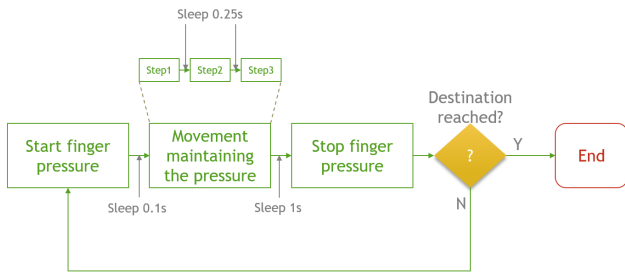 Sleep 0.25s
Step1
Step2
Step3
Start finger
pressure
Sleep 0.1s
Movement
maintaining
the pressure
Sleep 1s
Stop finger
pressure
Destination
reached?
?
Y
N
End